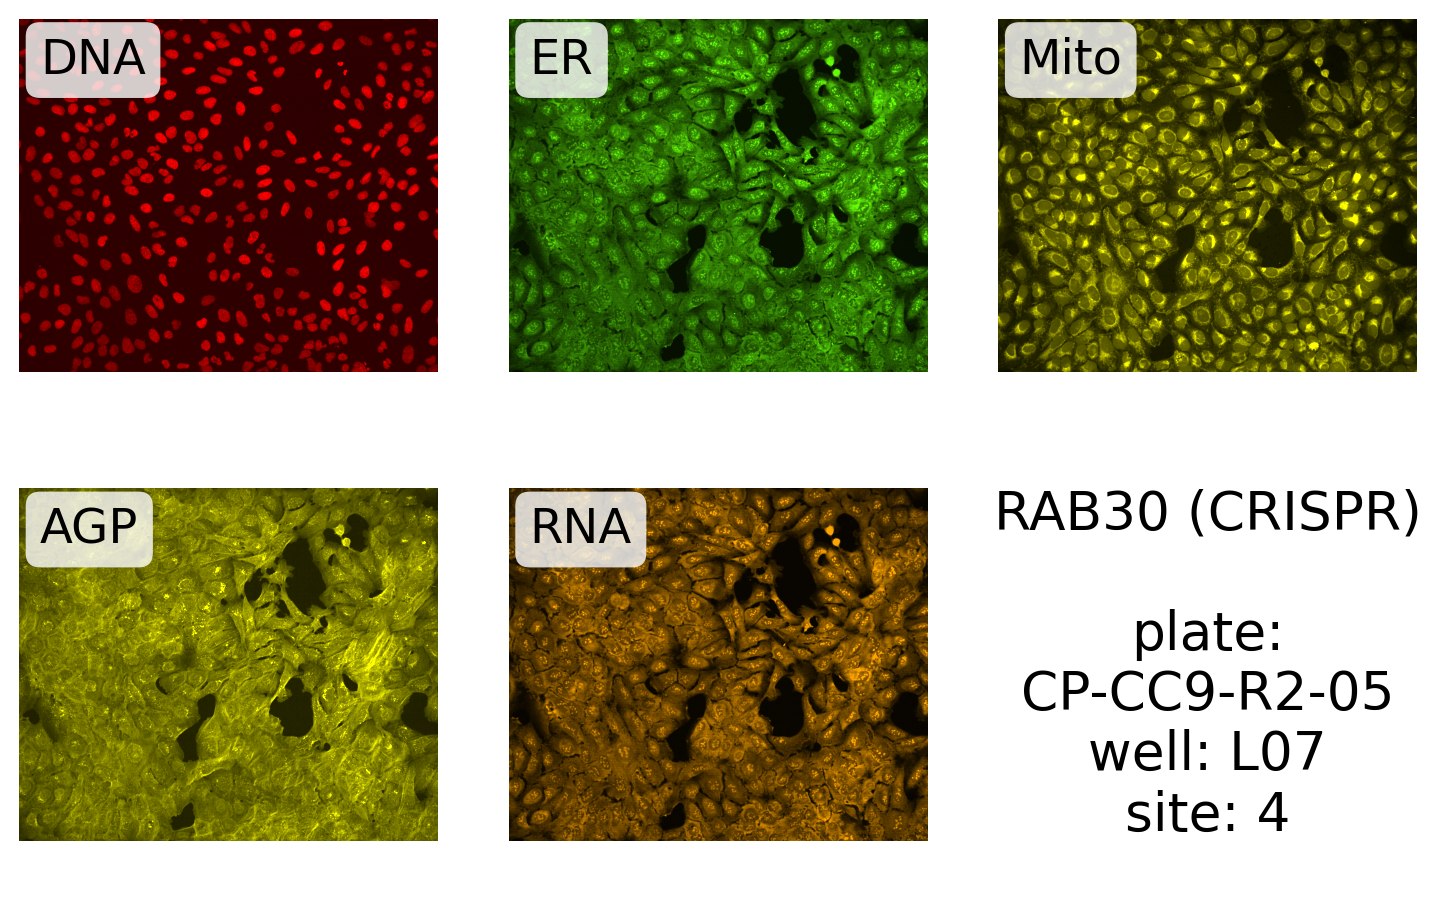 DNA
ER
Mito
AGP
RNA
RAB30 (CRISPR)
plate:
CP-CC9-R2-05
well: L07
site: 4